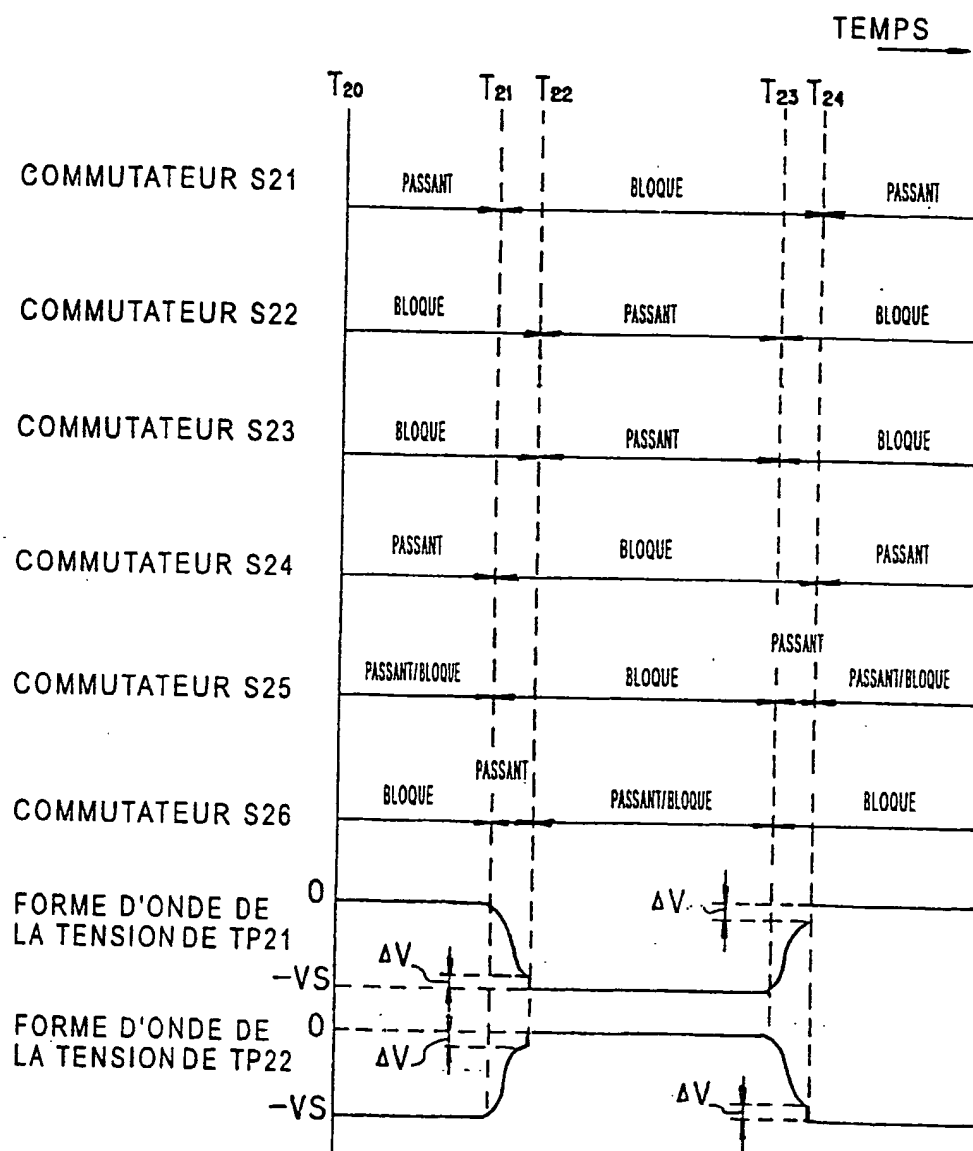 TEMPS
T20 T21 T22 T23 T24
COMMUTATEUR S21 PASSANT BLOQUE PASSANT
COMMUTATEUR S22 BLOQUE PASSANT BLOQUE
COMMUTATEUR S23 BLOQUE PASSANT BLOQUE
COMMUTATEUR S24 PASSANT BLOQUE PASSANT
PASSANT
COMMUTATEUR S25 PASSANT/BLOQUE BLOQUE PASSANT/BLOQUE
PASSANT
COMMUTATEUR S26 BLOQUE PASSANT/BLOQUE BLOQUE
0
FORME D'ONDE DE ΔV
LA TENSION DE TP21
ΔV
-VS
0
FORME D'ONDE DE
LA TENSION DE TP22 ΔV
ΔV
-VS